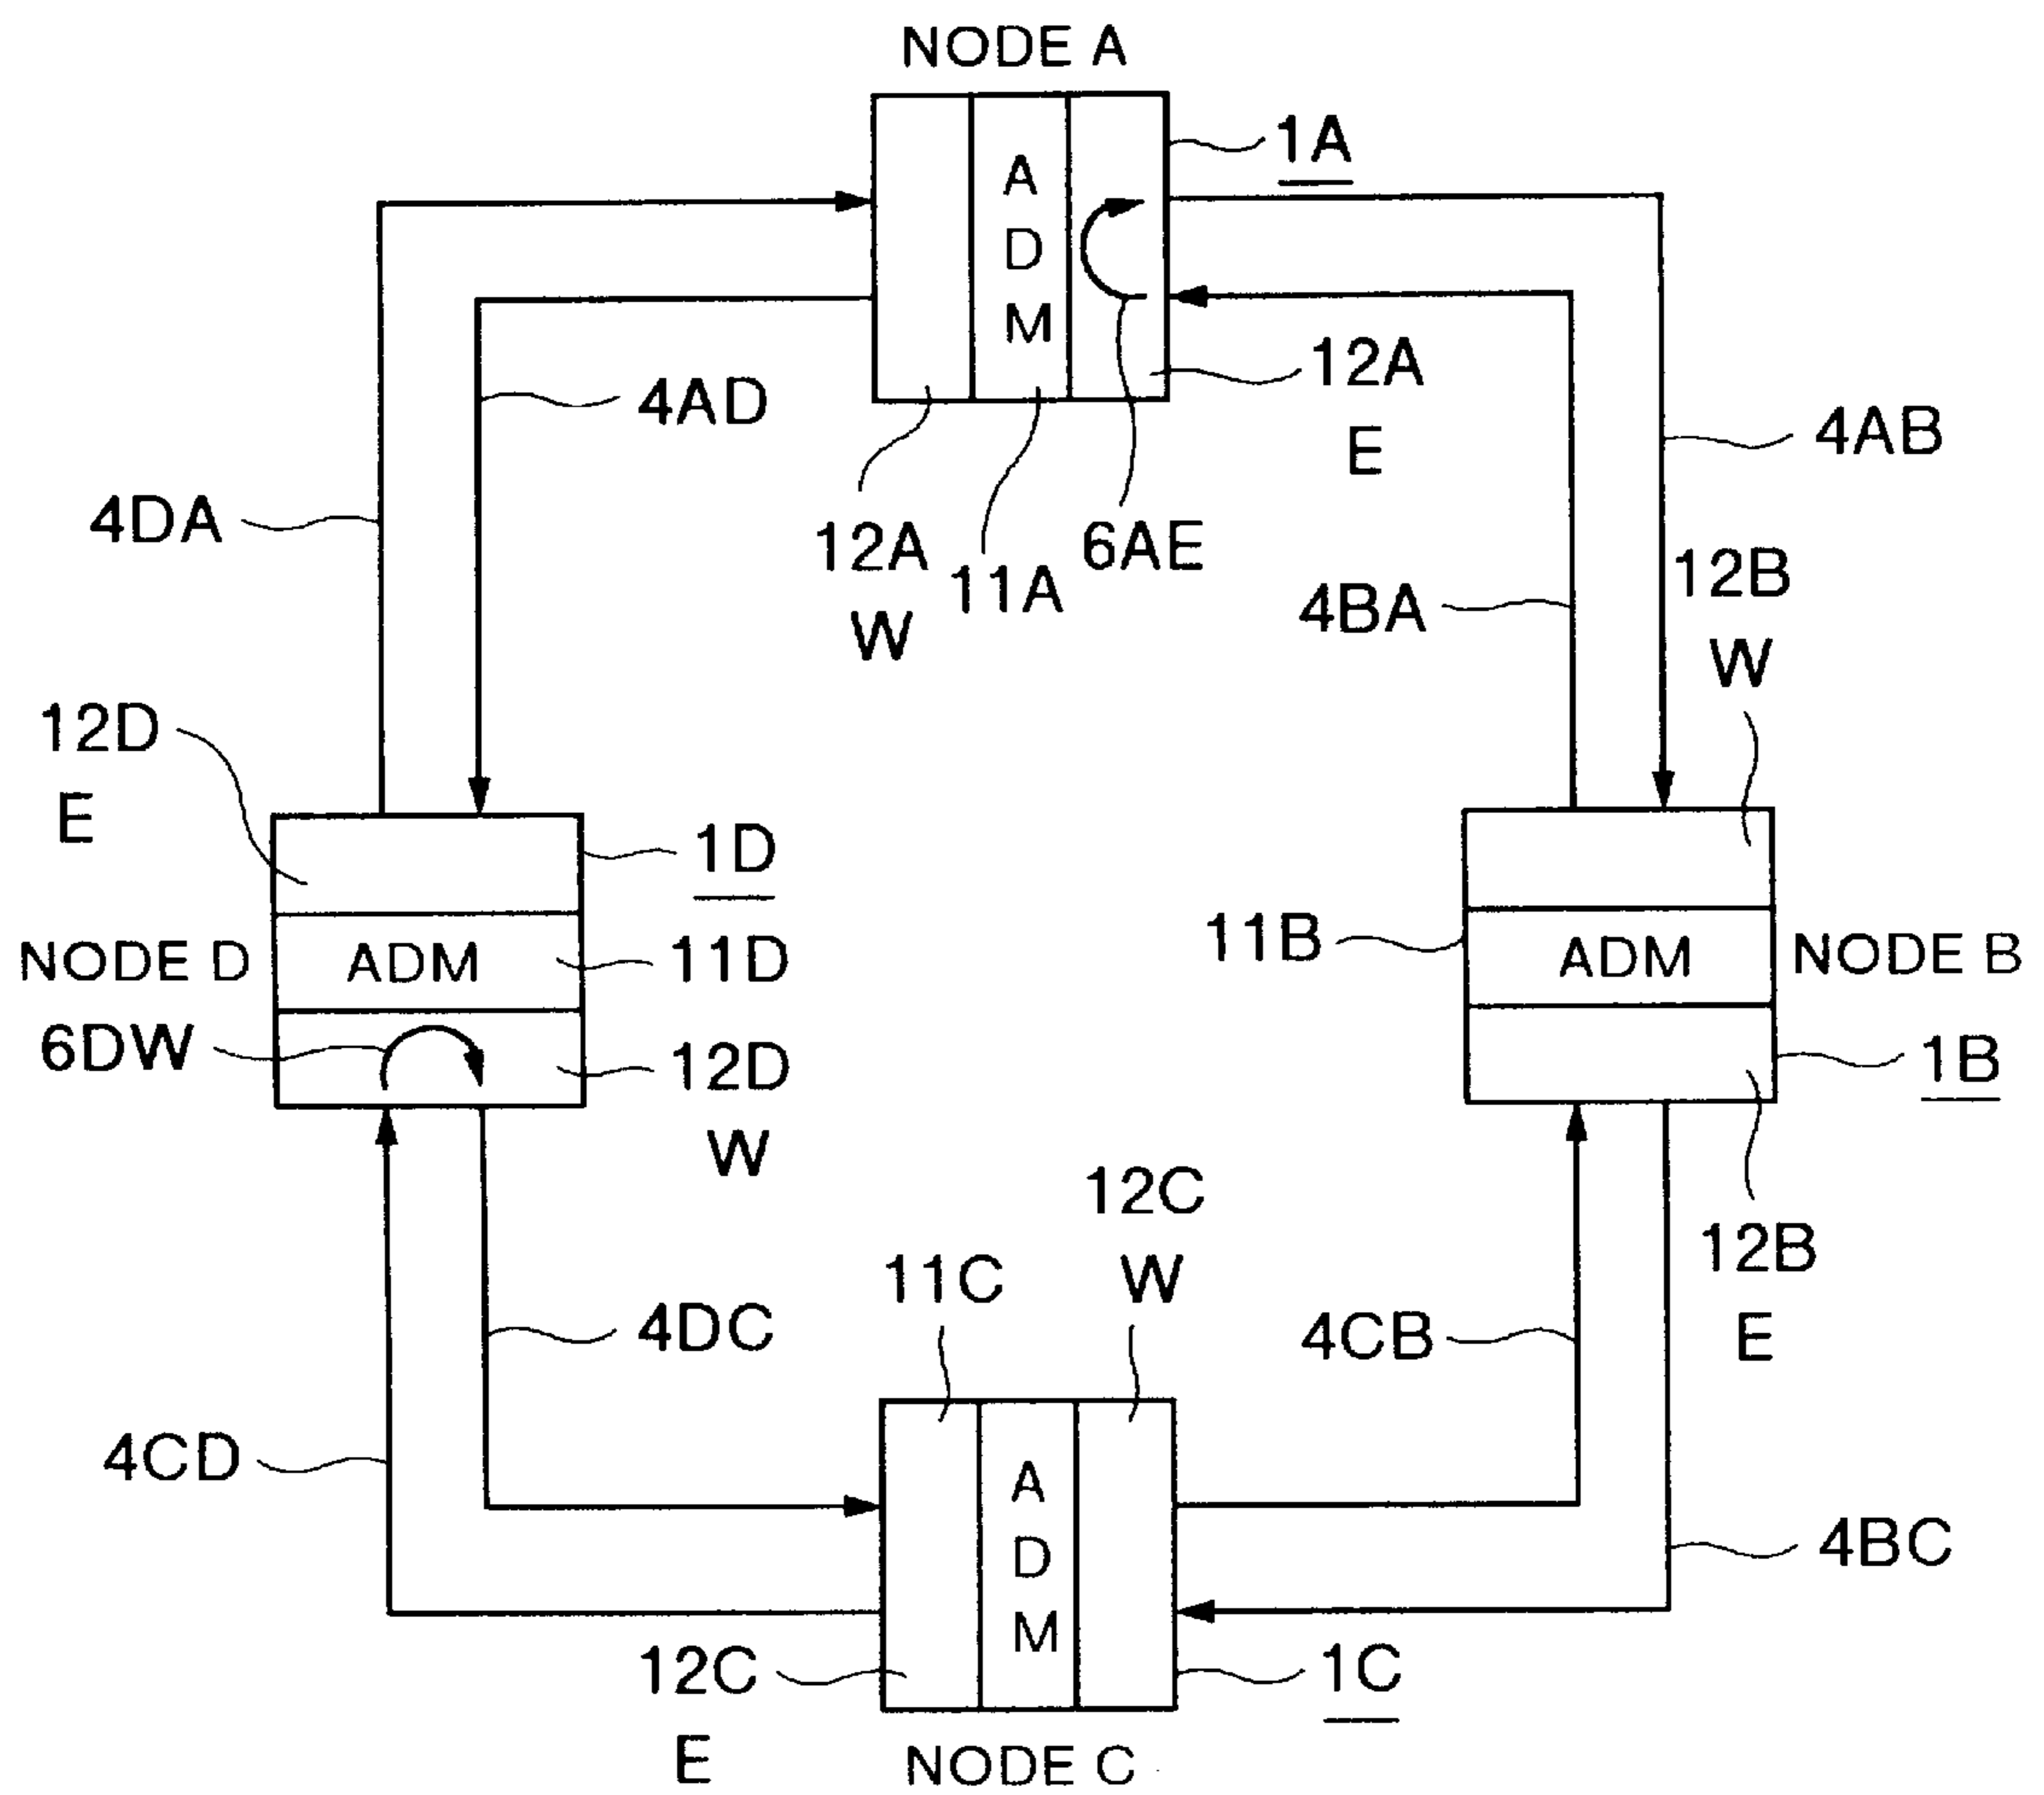 NODE A
1A
A
D
M
12A
E
4AD
4AB
4DA
12A
W
11A
6AE
4BA
12B
W
12D
E
1D
11B
ADM
NODE B
NODE D
ADM
11D
6DW
12D
W
1B
12C
W
11C
12B
E
4DC
4CB
4CD
A
D
M
4BC
12C
E
1C
NODE C